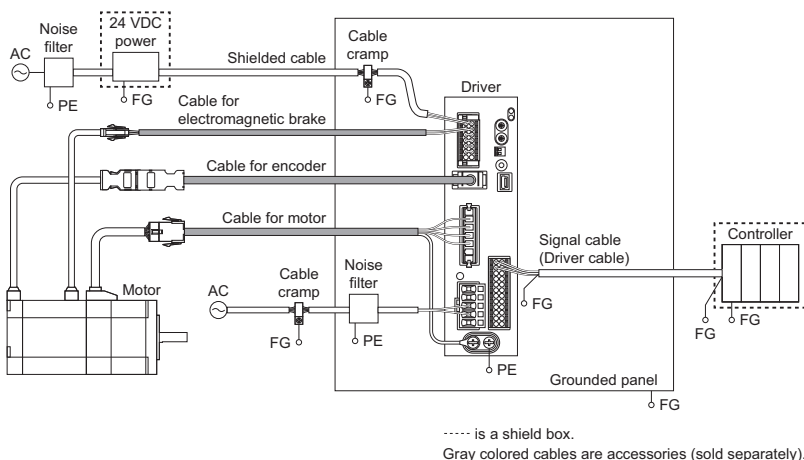 AC
Noise
filter
PE
24 VDC
power
FG
Shielded cable
Cable
cramp
FG
Driver
Cable for
electromagnetic brake
Cable for encoder
Cable for motor
Motor
AC
Cable
cramp
FG
Noise
filter
PE
PE
Signal cable
(Driver cable)
FG
Controller
FG
FG
Grounded panel
FG
----- is a shield box.
Gray colored cables are accessories (sold separately).